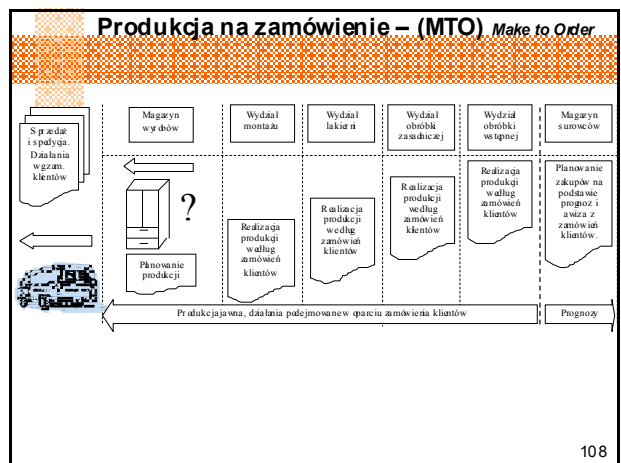 Produkcja na zamówienie – (MTO) Make to Order
Sprzedaż
i spedycja.
Działania
wg zam.
klientów
Magazyn
wyrobów
Wydział
montażu
Wydział
lakierni
Wydział
obróbki
zasadniczej
Wydział
obróbki
wstępnej
Magazyn
surowców
?
Planowanie
produkcji
Realizacja
produkcji
według
zamówień
klientów
Realizacja
produkcji
według
zamówień
klientów
Realizacja
produkcji
według
zamówień
klientów
Realizacja
produkcji
według
zamówień
klientów
Planowanie
zakupów na
podstawie
prognoz i
awiza z
zamówień
klientów.
Produkcja jawna, działania podejmowane w oparciu zamówienia klientów
Prognozy
108